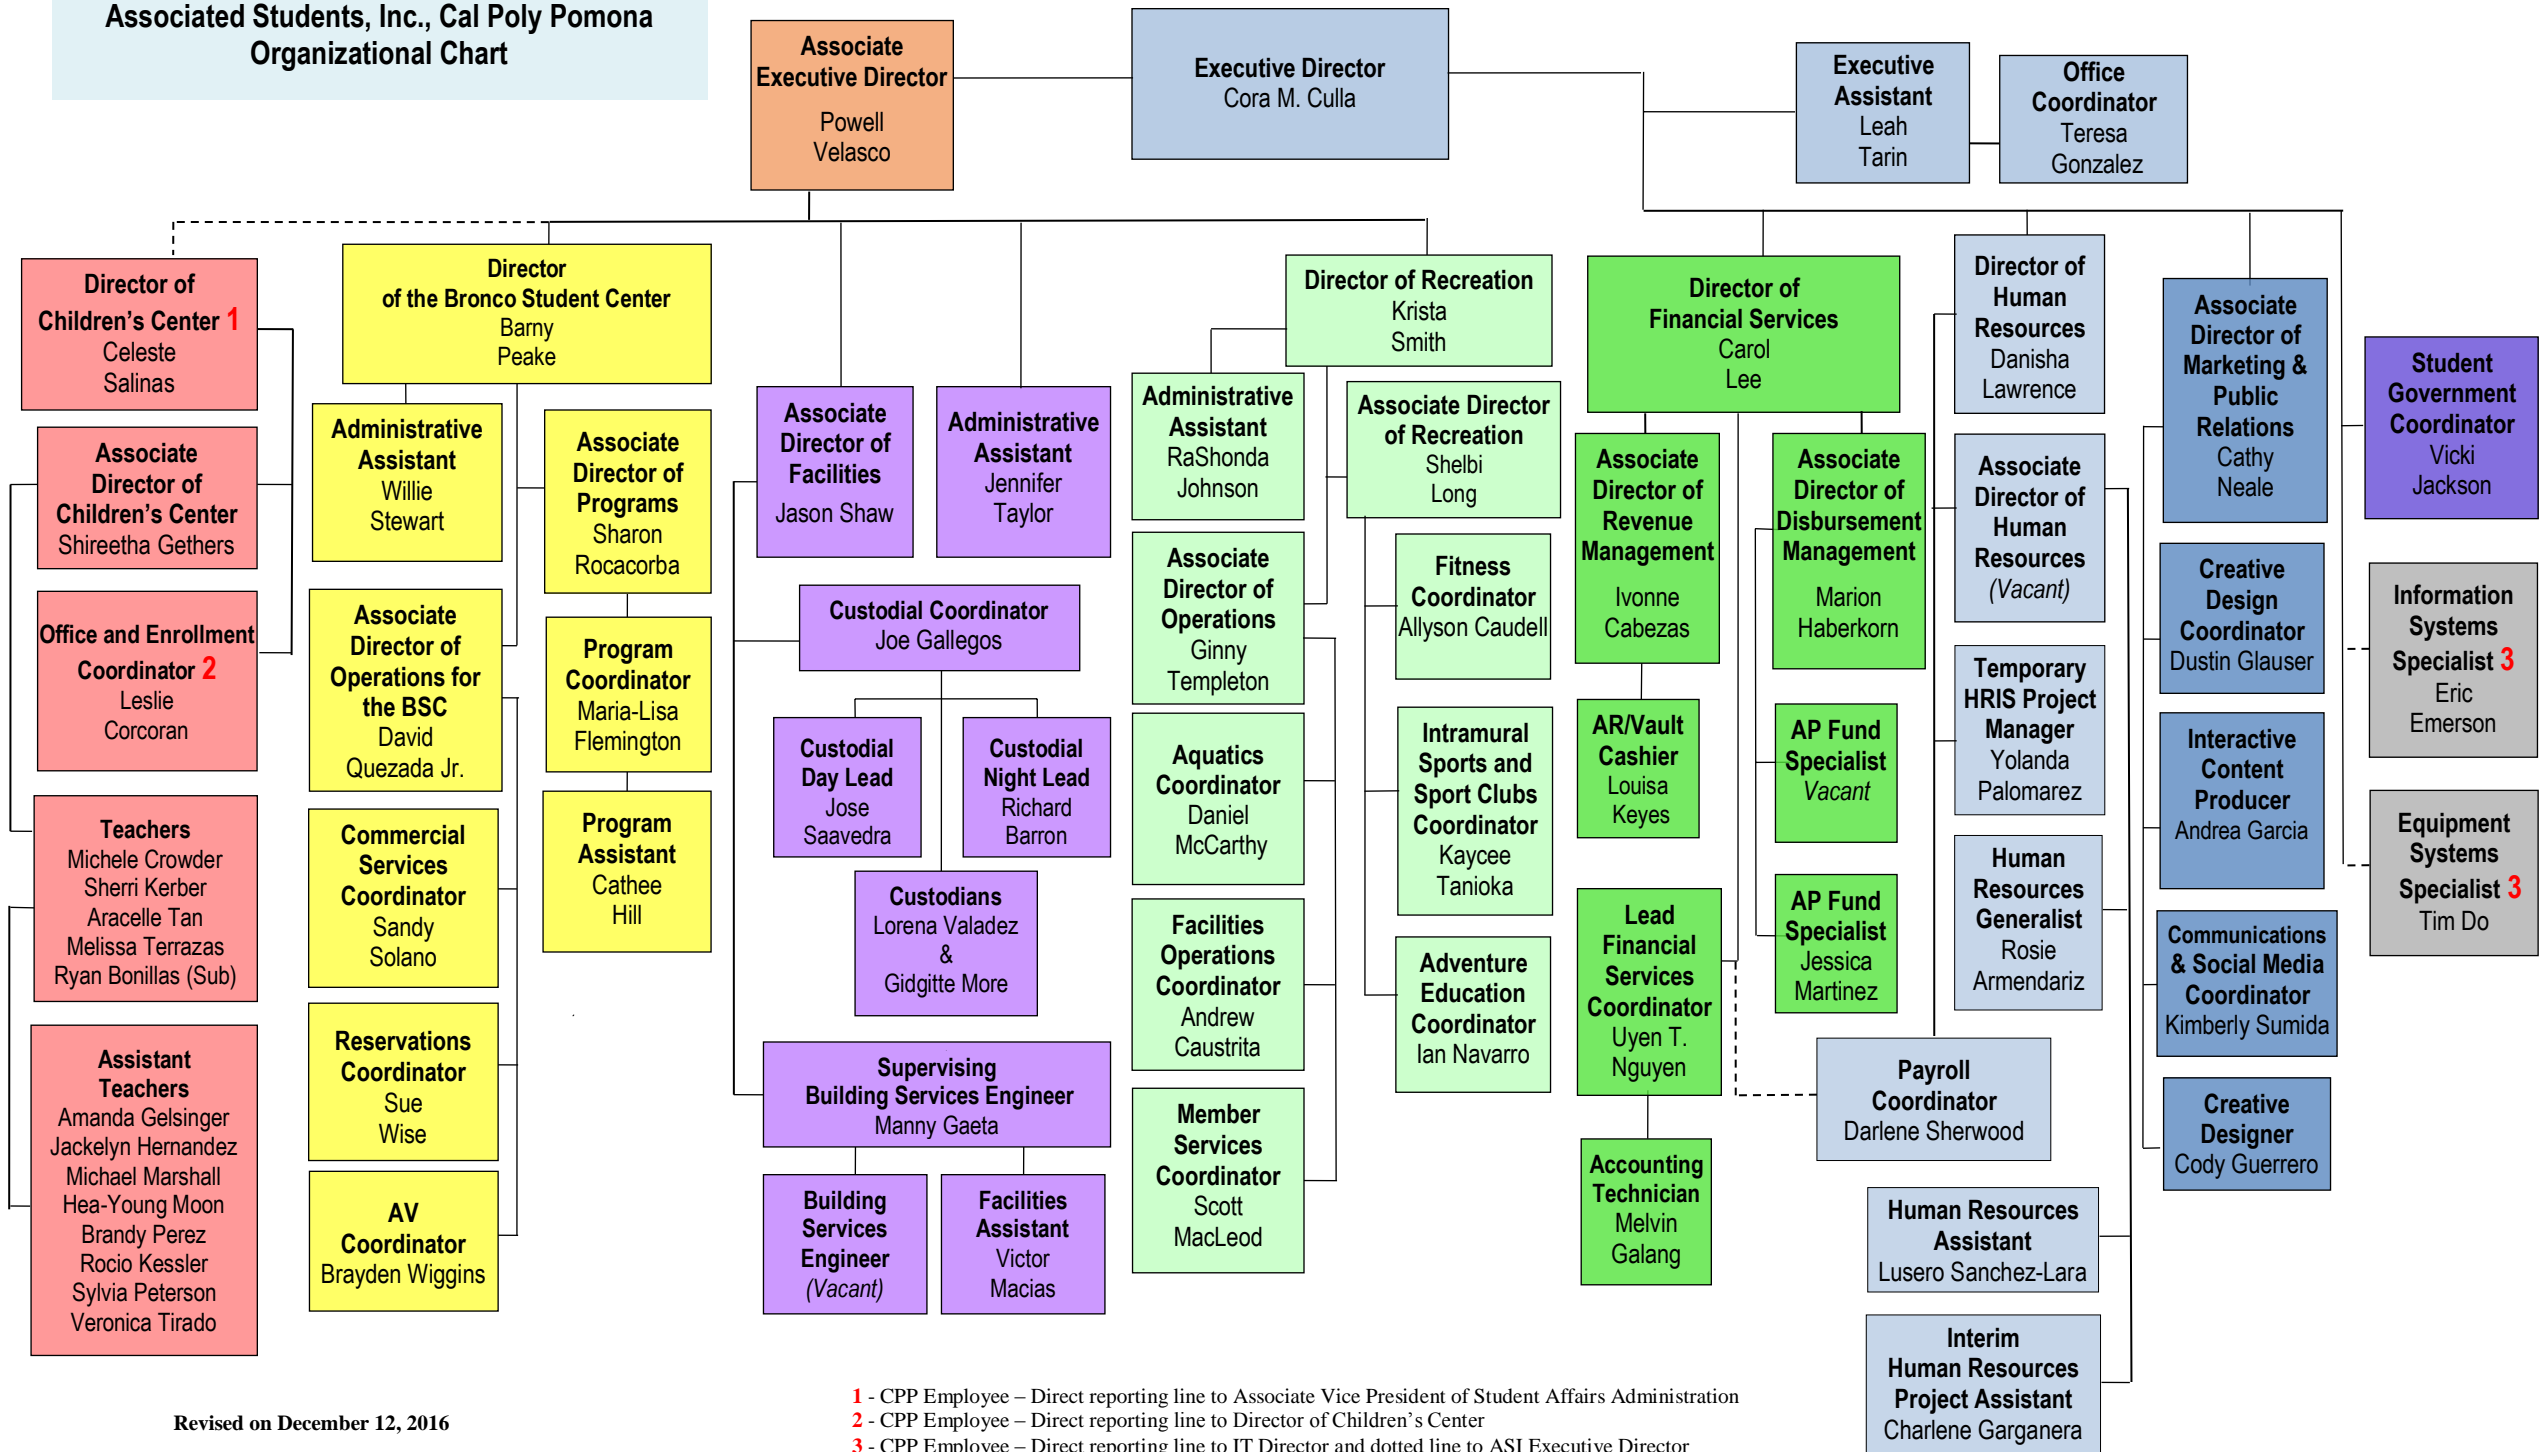 Associated Students, Inc., Cal Poly Pomona
Organizational Chart
Associate
Executive Director
Powell
Velasco
Executive Director
Cora M. Culla
Executive
Assistant
Leah
Tarin
Office
Coordinator
Teresa
Gonzalez
Director of
Children's Center 1
Celeste
Salinas
Associate
Director of
Children's Center
Shireetha Gethers
Office and Enrollment
Coordinator 2
Leslie
Corcoran
Teachers
Michele Crowder
Sherri Kerber
Aracelle Tan
Melissa Terrazas
Ryan Bonillas (Sub)
Assistant
Teachers
Amanda Gelsinger
Jackelyn Hernandez
Michael Marshall
Hea-Young Moon
Brandy Perez
Rocio Kessler
Sylvia Peterson
Veronica Tirado
Director
of the Bronco Student Center
Barny
Peake
Administrative
Assistant
Willie
Stewart
Associate
Director of
Operations for
the BSC
David
Quezada Jr.
Commercial
Services
Coordinator
Sandy
Solano
Reservations
Coordinator
Sue
Wise
AV
Coordinator
Brayden Wiggins
Associate
Director of
Programs
Sharon
Rocacorba
Program
Coordinator
Maria-Lisa
Flemington
Program
Assistant
Cathee
Hill
Associate
Director of
Facilities
Jason Shaw
Administrative
Assistant
Jennifer
Taylor
Custodial Coordinator
Joe Gallegos
Custodial
Day Lead
Jose
Saavedra
Custodial
Night Lead
Richard
Barron
Custodians
Lorena Valadez
&
Gidgitte More
Supervising
Building Services Engineer
Manny Gaeta
Building
Services
Engineer
(Vacant)
Facilities
Assistant
Victor
Macias
Director of Recreation
Krista
Smith
Administrative
Assistant
RaShonda
Johnson
Associate
Director of
Operations
Ginny
Templeton
Aquatics
Coordinator
Daniel
McCarthy
Facilities
Operations
Coordinator
Andrew
Caustrita
Member
Services
Coordinator
Scott
MacLeod
Associate Director
of Recreation
Shelbi
Long
Fitness
Coordinator
Allyson Caudell
Intramural
Sports and
Sport Clubs
Coordinator
Kaycee
Tanioka
Adventure
Education
Coordinator
Ian Navarro
Director of
Financial Services
Carol
Lee
Associate
Director of
Revenue
Management
Ivonne
Cabezas
AR/Vault
Cashier
Louisa
Keyes
Lead
Financial
Services
Coordinator
Uyen T.
Nguyen
Accounting
Technician
Melvin
Galang
Associate
Director of
Disbursement
Management
Marion
Haberkorn
AP Fund
Specialist
Vacant
AP Fund
Specialist
Jessica
Martinez
Director of
Human
Resources
Danisha
Lawrence
Associate
Director of
Human
Resources
(Vacant)
Temporary
HRIS Project
Manager
Yolanda
Palomarez
Human
Resources
Generalist
Rosie
Armendariz
Payroll
Coordinator
Darlene Sherwood
Human Resources
Assistant
Lusero Sanchez-Lara
Interim
Human Resources
Project Assistant
Charlene Garganera
Associate
Director of
Marketing &
Public
Relations
Cathy
Neale
Creative
Design
Coordinator
Dustin Glauser
Interactive
Content
Producer
Andrea Garcia
Communications
& Social Media
Coordinator
Kimberly Sumida
Creative
Designer
Cody Guerrero
Student
Government
Coordinator
Vicki
Jackson
Information
Systems
Specialist 3
Eric
Emerson
Equipment
Systems
Specialist 3
Tim Do
Revised on December 12, 2016
1 - CPP Employee – Direct reporting line to Associate Vice President of Student Affairs Administration
2 - CPP Employee – Direct reporting line to Director of Children's Center
3 - CPP Employee – Direct reporting line to IT Director and dotted line to ASI Executive Director